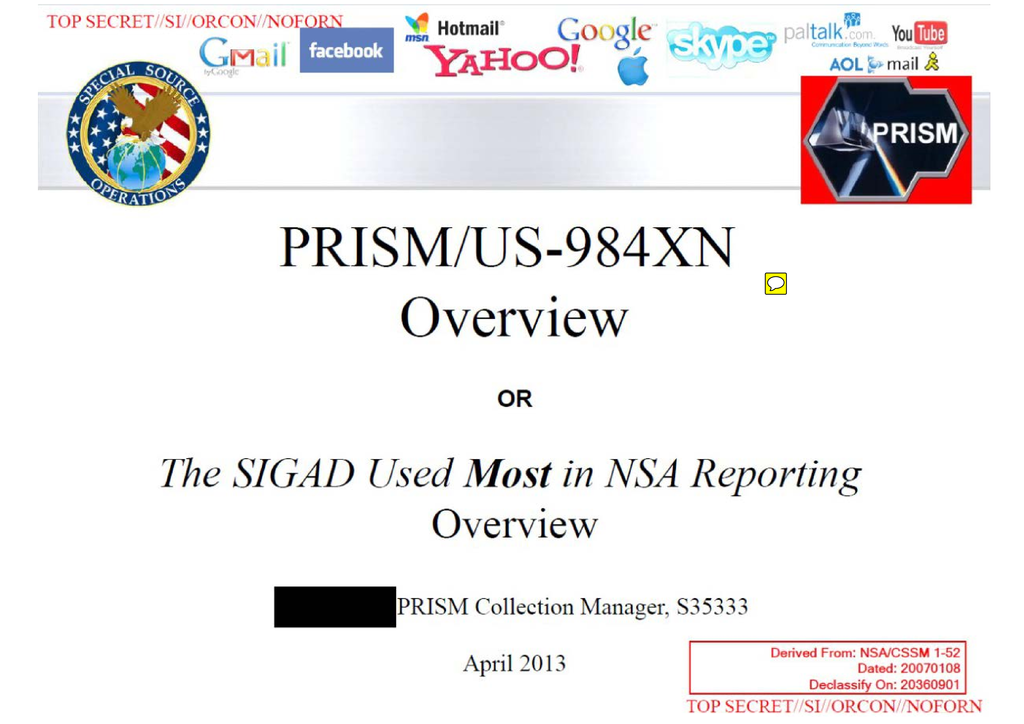 TOP SECRET//SI//ORCON//NOFORN
Gmail
by Google
facebook
msn Hotmail
YAHOO!
Google
skype
paltalk.com
Communication Beyond Words
YouTube
Broadcast Yourself
AOL mail
SPECIAL SOURCE OPERATIONS
PRISM
PRISM/US-984XN
Overview
OR
The SIGAD Used Most in NSA Reporting
Overview
PRISM Collection Manager, S35333
April 2013
Derived From: NSA/CSSM 1-52
Dated: 20070108
Declassify On: 20360901
TOP SECRET//SI//ORCON//NOFORN